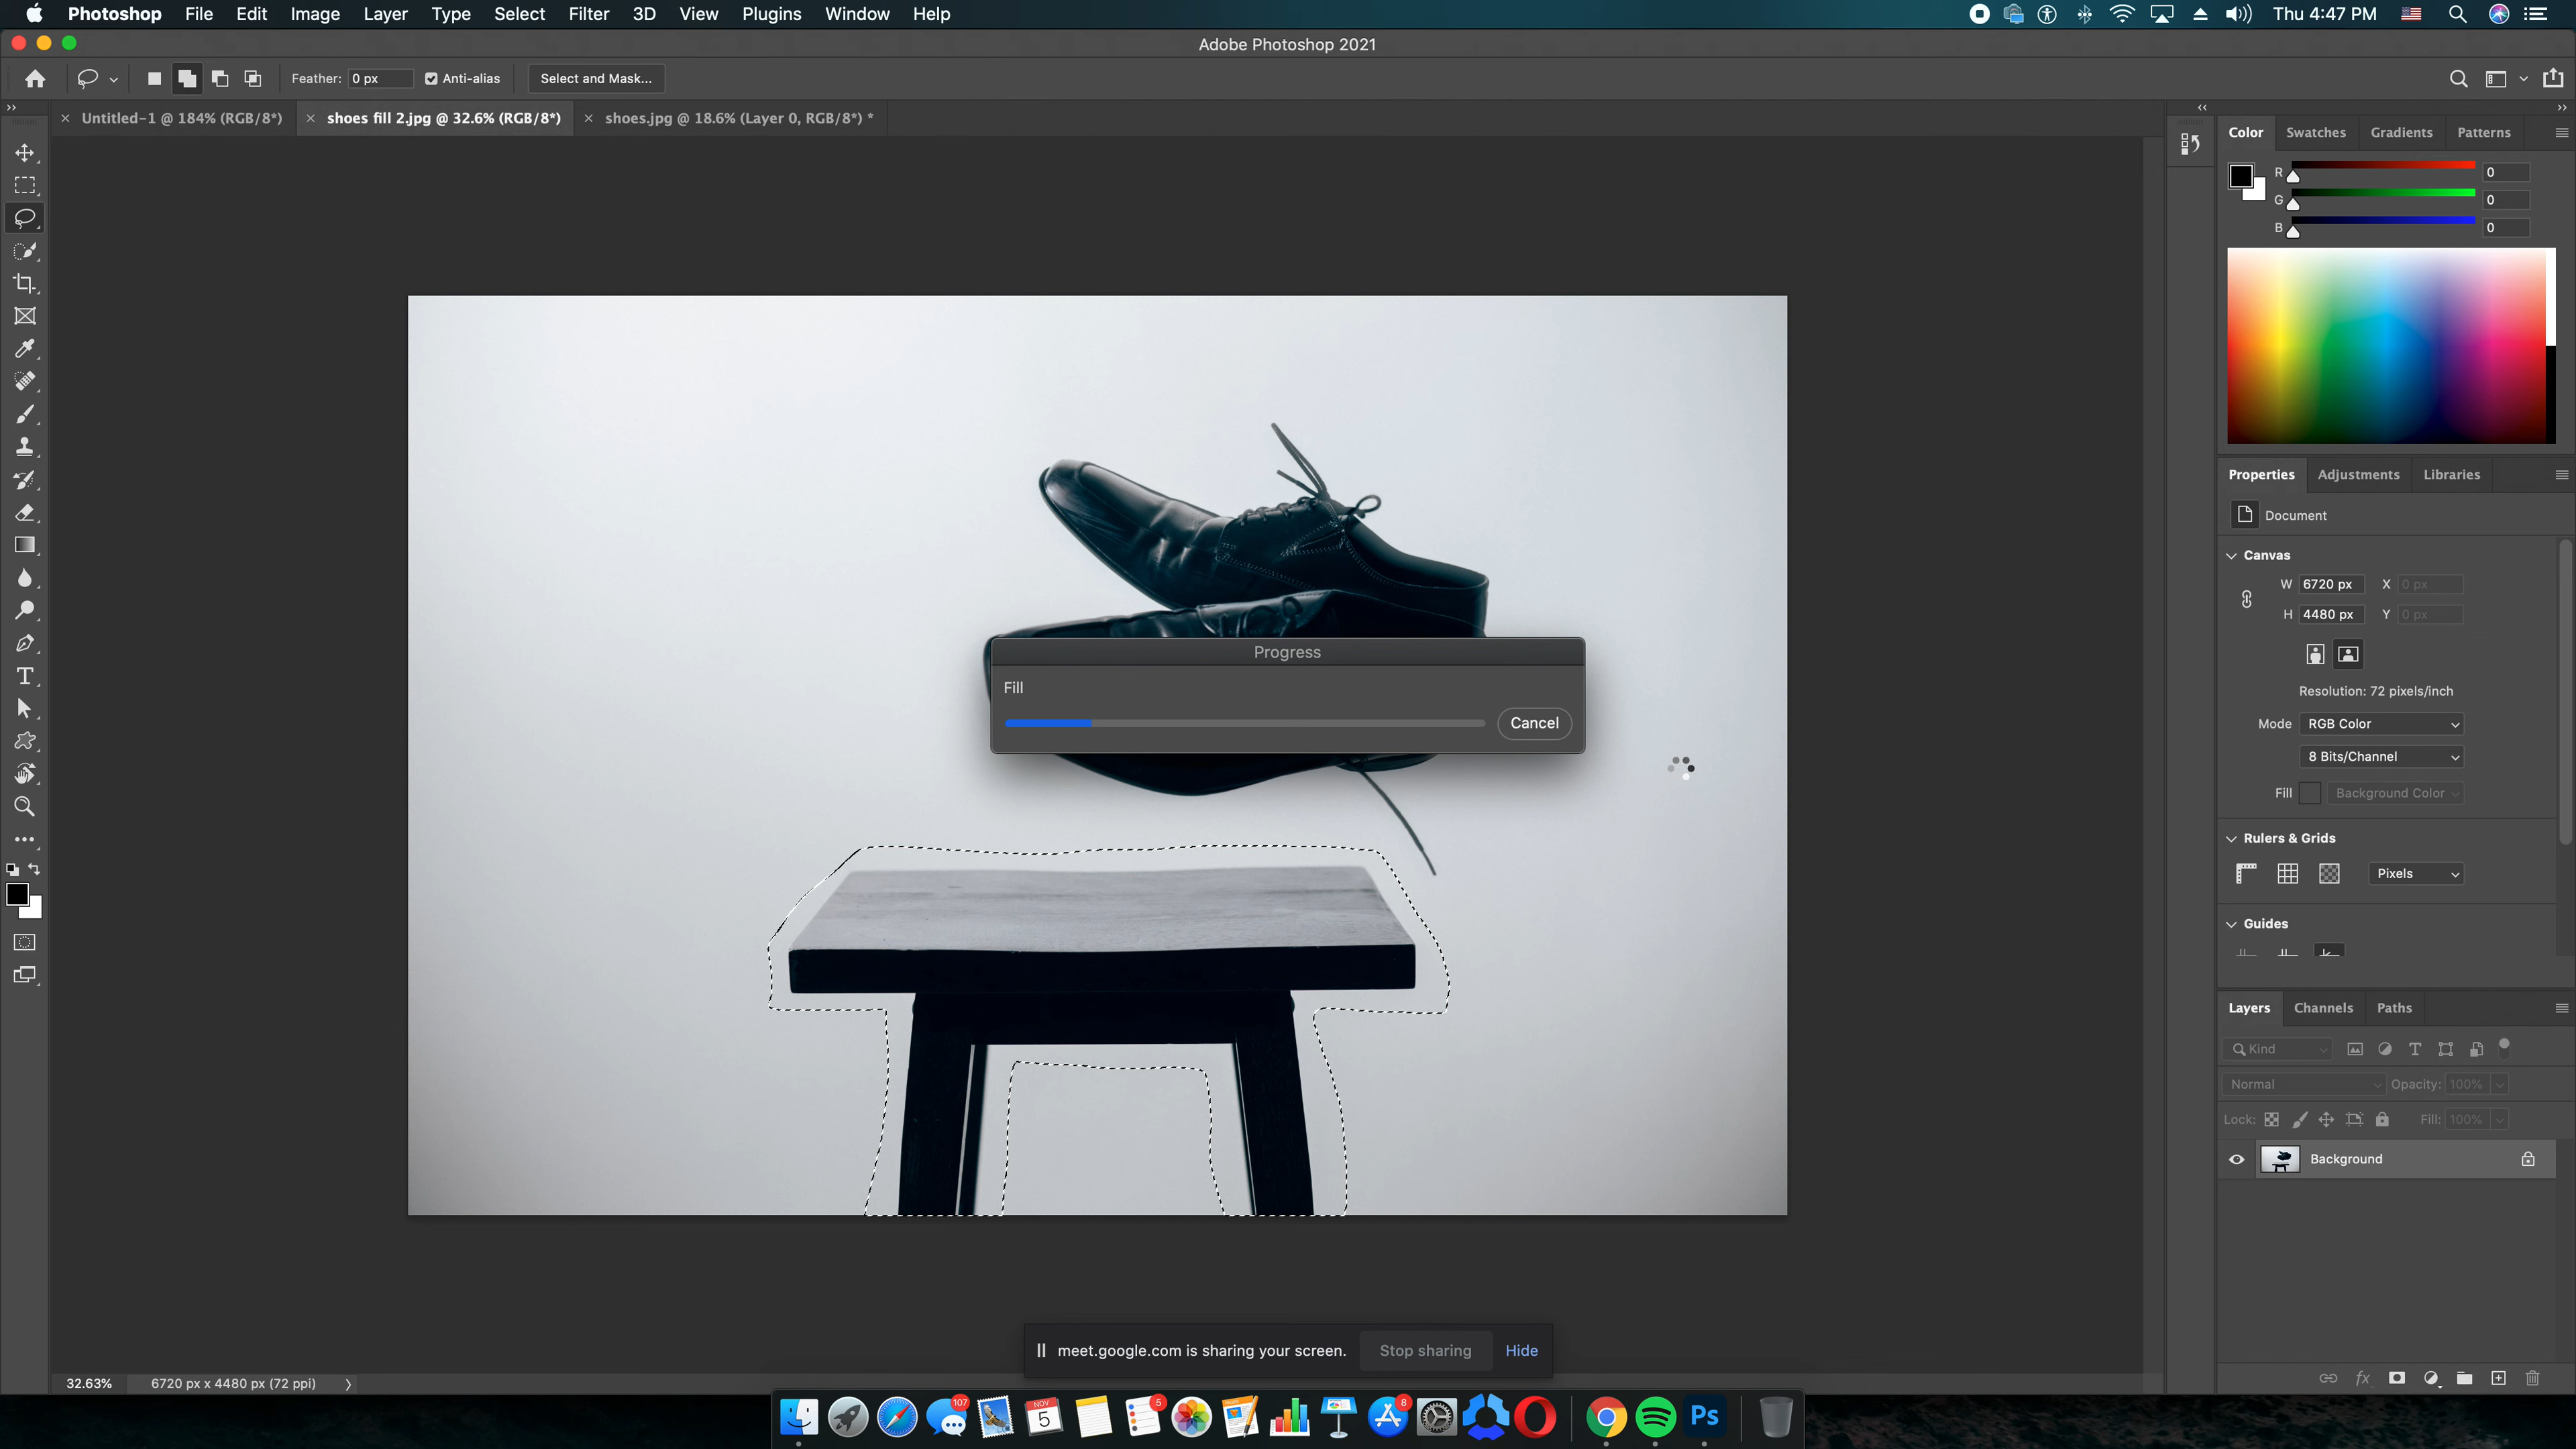 Photoshop File Edit Image Layer Type Select Filter 3D View Plugins Window Help Thu 4:47 PM
Adobe Photoshop 2021
Feather: 0 px Anti-alias Select and Mask...
Untitled-1 @ 184% (RGB/8*) shoes fill 2.jpg @ 32.6% (RGB/8*) shoes.jpg @ 18.6% (Layer 0, RGB/8*) *
Color Swatches Gradients Patterns
R 0
G 0
B 0
Properties Adjustments Libraries
Document
Canvas
W 6720 px X 0 px
H 4480 px Y 0 px
Resolution: 72 pixels/inch
Mode RGB Color
8 Bits/Channel
Fill Background Color
Rulers & Grids
Pixels
Guides
Progress
Fill
Cancel
Layers Channels Paths
Kind
Normal Opacity: 100%
Lock: Fill: 100%
Background
meet.google.com is sharing your screen. Stop sharing Hide
32.63% 6720 px x 4480 px (72 ppi)
107 NOV 5 5 8 Ps